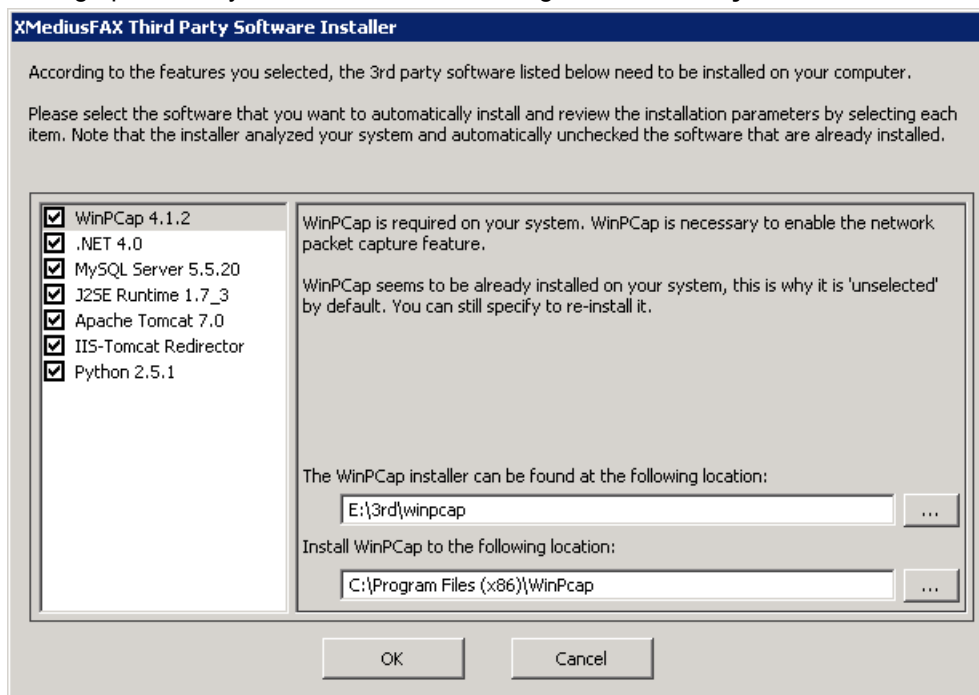 XMediusFAX Third Party Software Installer
According to the features you selected, the 3rd party software listed below need to be installed on your computer.
Please select the software that you want to automatically install and review the installation parameters by selecting each
item. Note that the installer analyzed your system and automatically unchecked the software that are already installed.
WinPCap 4.1.2
.NET 4.0
MySQL Server 5.5.20
J2SE Runtime 1.7_3
Apache Tomcat 7.0
IIS-Tomcat Redirector
Python 2.5.1
WinPCap is required on your system. WinPCap is necessary to enable the network
packet capture feature.
WinPCap seems to be already installed on your system, this is why it is 'unselected'
by default. You can still specify to re-install it.
The WinPCap installer can be found at the following location:
E:\3rd\winpcap
...
Install WinPCap to the following location:
C:\Program Files (x86)\WinPcap
...
OK
Cancel